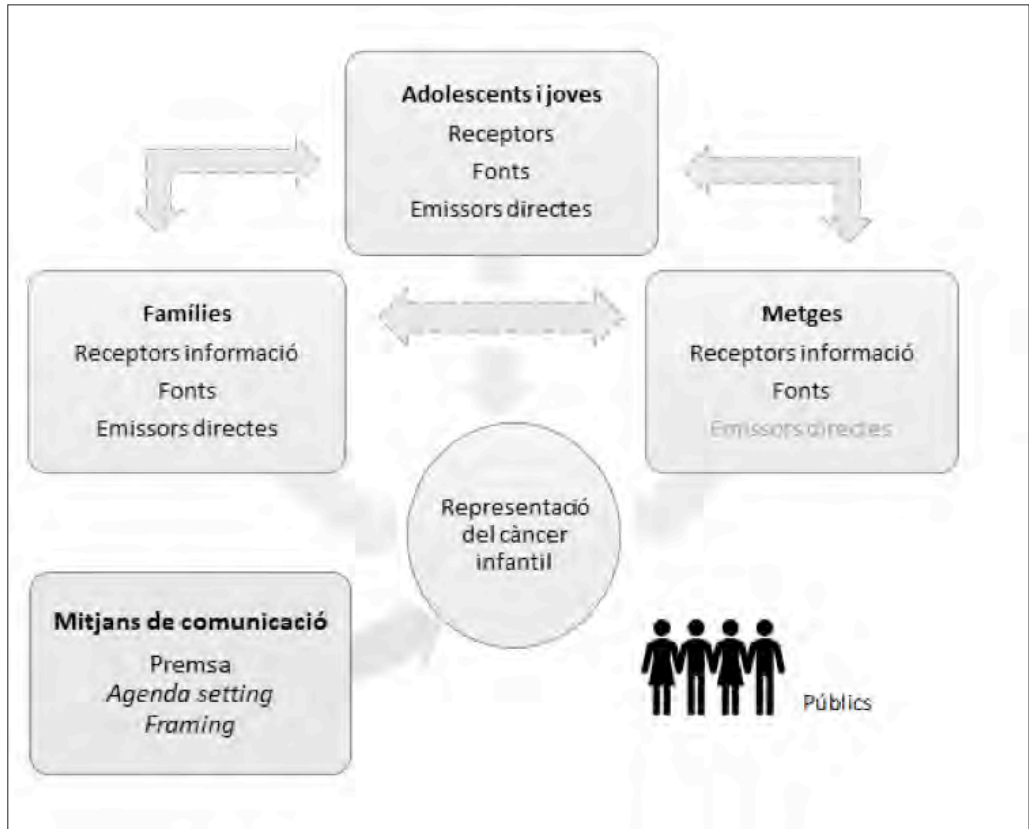 Adolescents i joves
Receptors
Fonts
Emissors directes
Famílies
Receptors informació
Fonts
Emissors directes
Metges
Receptors informació
Fonts
Emissors directes
Representació
del càncer
infantil
Mitjans de comunicació
Premsa
Agenda setting
Framing
Públics